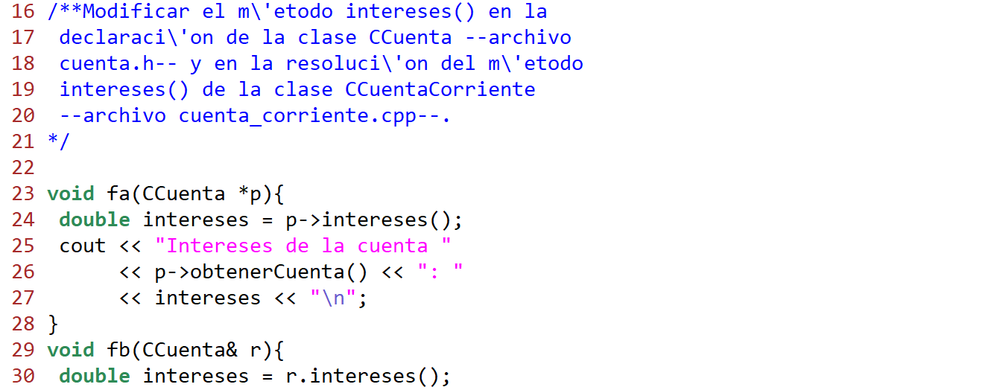 16 /**Modificar el m\'etodo intereses() en la
17  declaraci\'on de la clase CCuenta --archivo
18  cuenta.h-- y en la resoluci\'on del m\'etodo
19  intereses() de la clase CCuentaCorriente
20  --archivo cuenta_corriente.cpp--.
21 */
22
23 void fa(CCuenta *p){
24  double intereses = p->intereses();
25  cout << "Intereses de la cuenta "
26       << p->obtenerCuenta() << ": "
27       << intereses << "\n";
28 }
29 void fb(CCuenta& r){
30  double intereses = r.intereses();